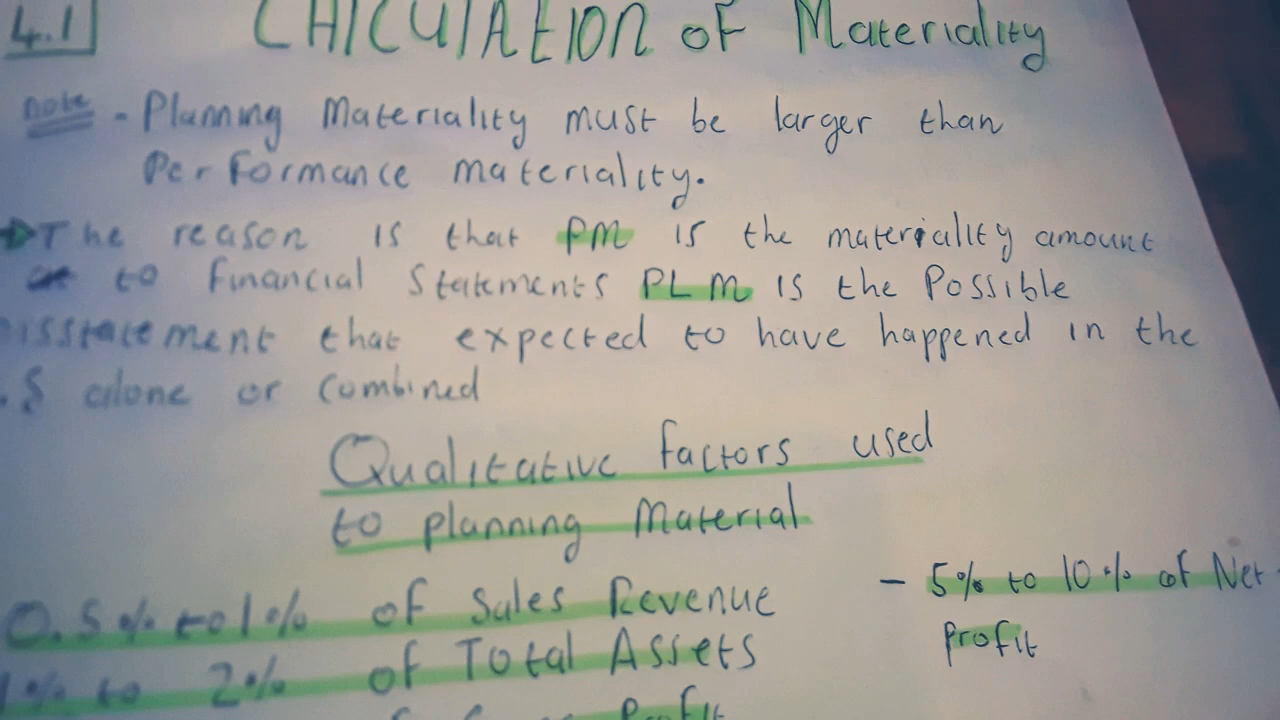 4.1 CALCULATION of Materiality
note - Planning Materiality must be larger than
Performance materiality.
The reason is that PM is the materiality amount
to financial Statements PLM is the Possible
isstatement that expected to have happened in the
.S alone or combined
Qualitative factors used
to planning Material
0.5% to 1% of Sales Revenue
1% to 2% of Total Assets
Profit
- 5% to 10% of Net
Profit